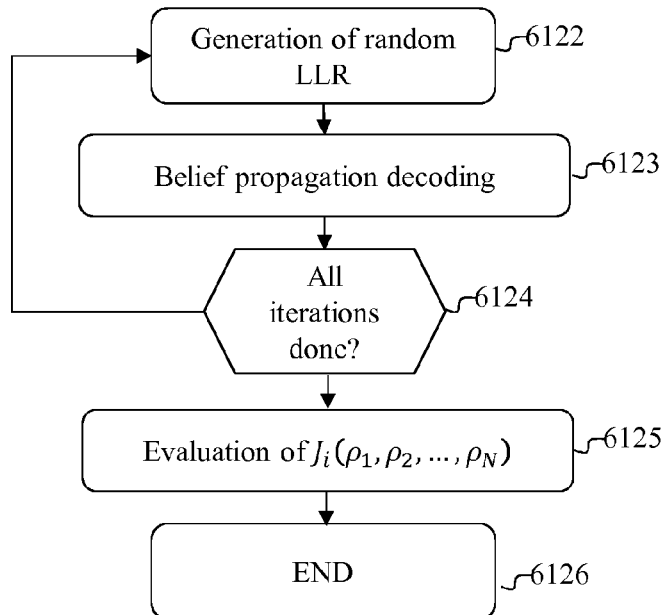 Generation of random
LLR
6122
Belief propagation decoding
6123
All
iterations
donc?
6124
Evaluation of J_i(ρ_1, ρ_2, ..., ρ_N)
6125
END
6126